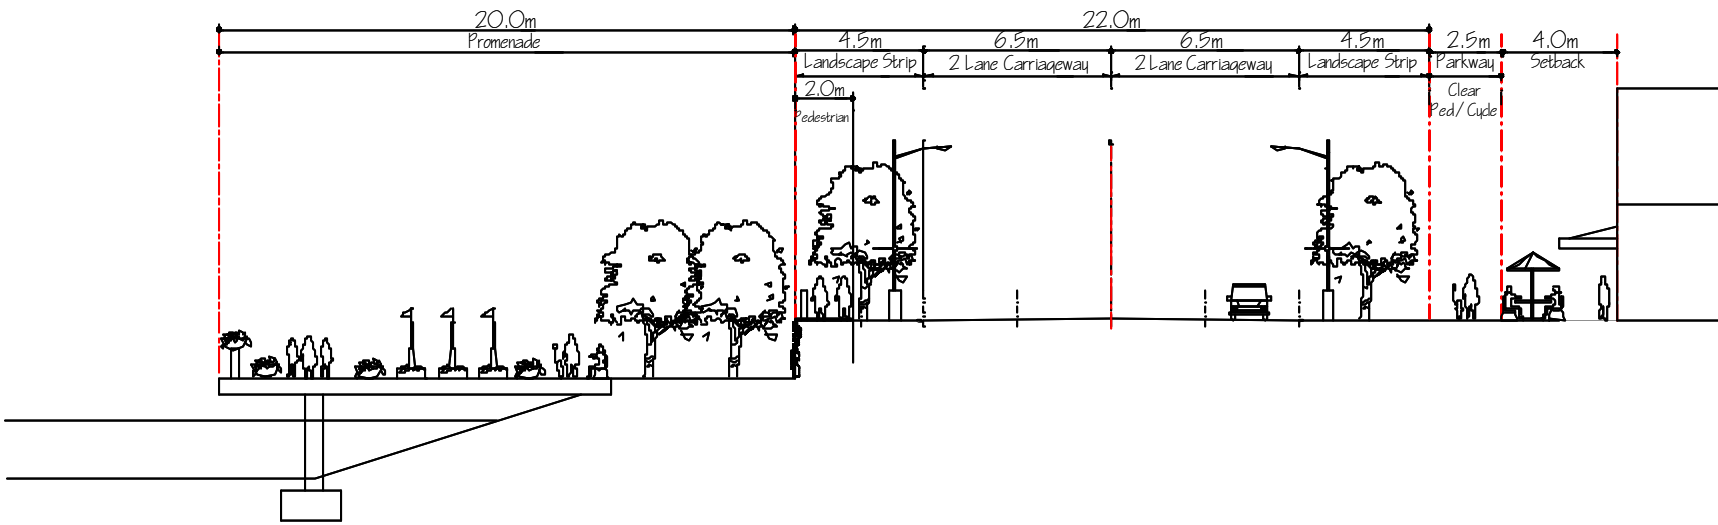 20.0m
22.0m
Promenade
4.5m
6.5m
6.5m
4.5m
2.5m
4.0m
Landscape Strip
2 Lane Carriageway
2 Lane Carriageway
Landscape Strip
Parkway
Setback
2.0m
Clear
Pedestrian
Ped/ Cycle